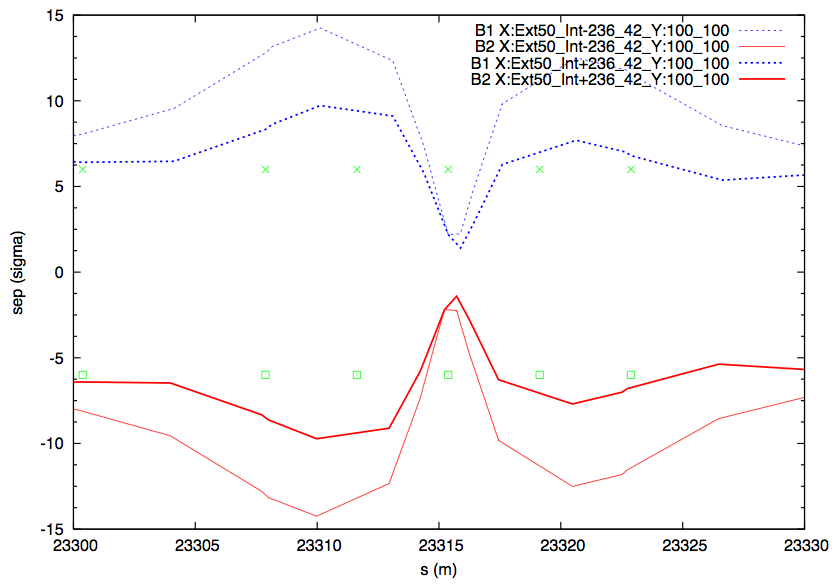 B1 X:Ext50_Int-236_42_Y:100_100
B2 X:Ext50_Int-236_42_Y:100_100
B1 X:Ext50_Int+236_42_Y:100_100
B2 X:Ext50_Int+236_42_Y:100_100
15
10
5
0
-5
-10
-15
sep (sigma)
23300 23305 23310 23315 23320 23325 23330
s (m)